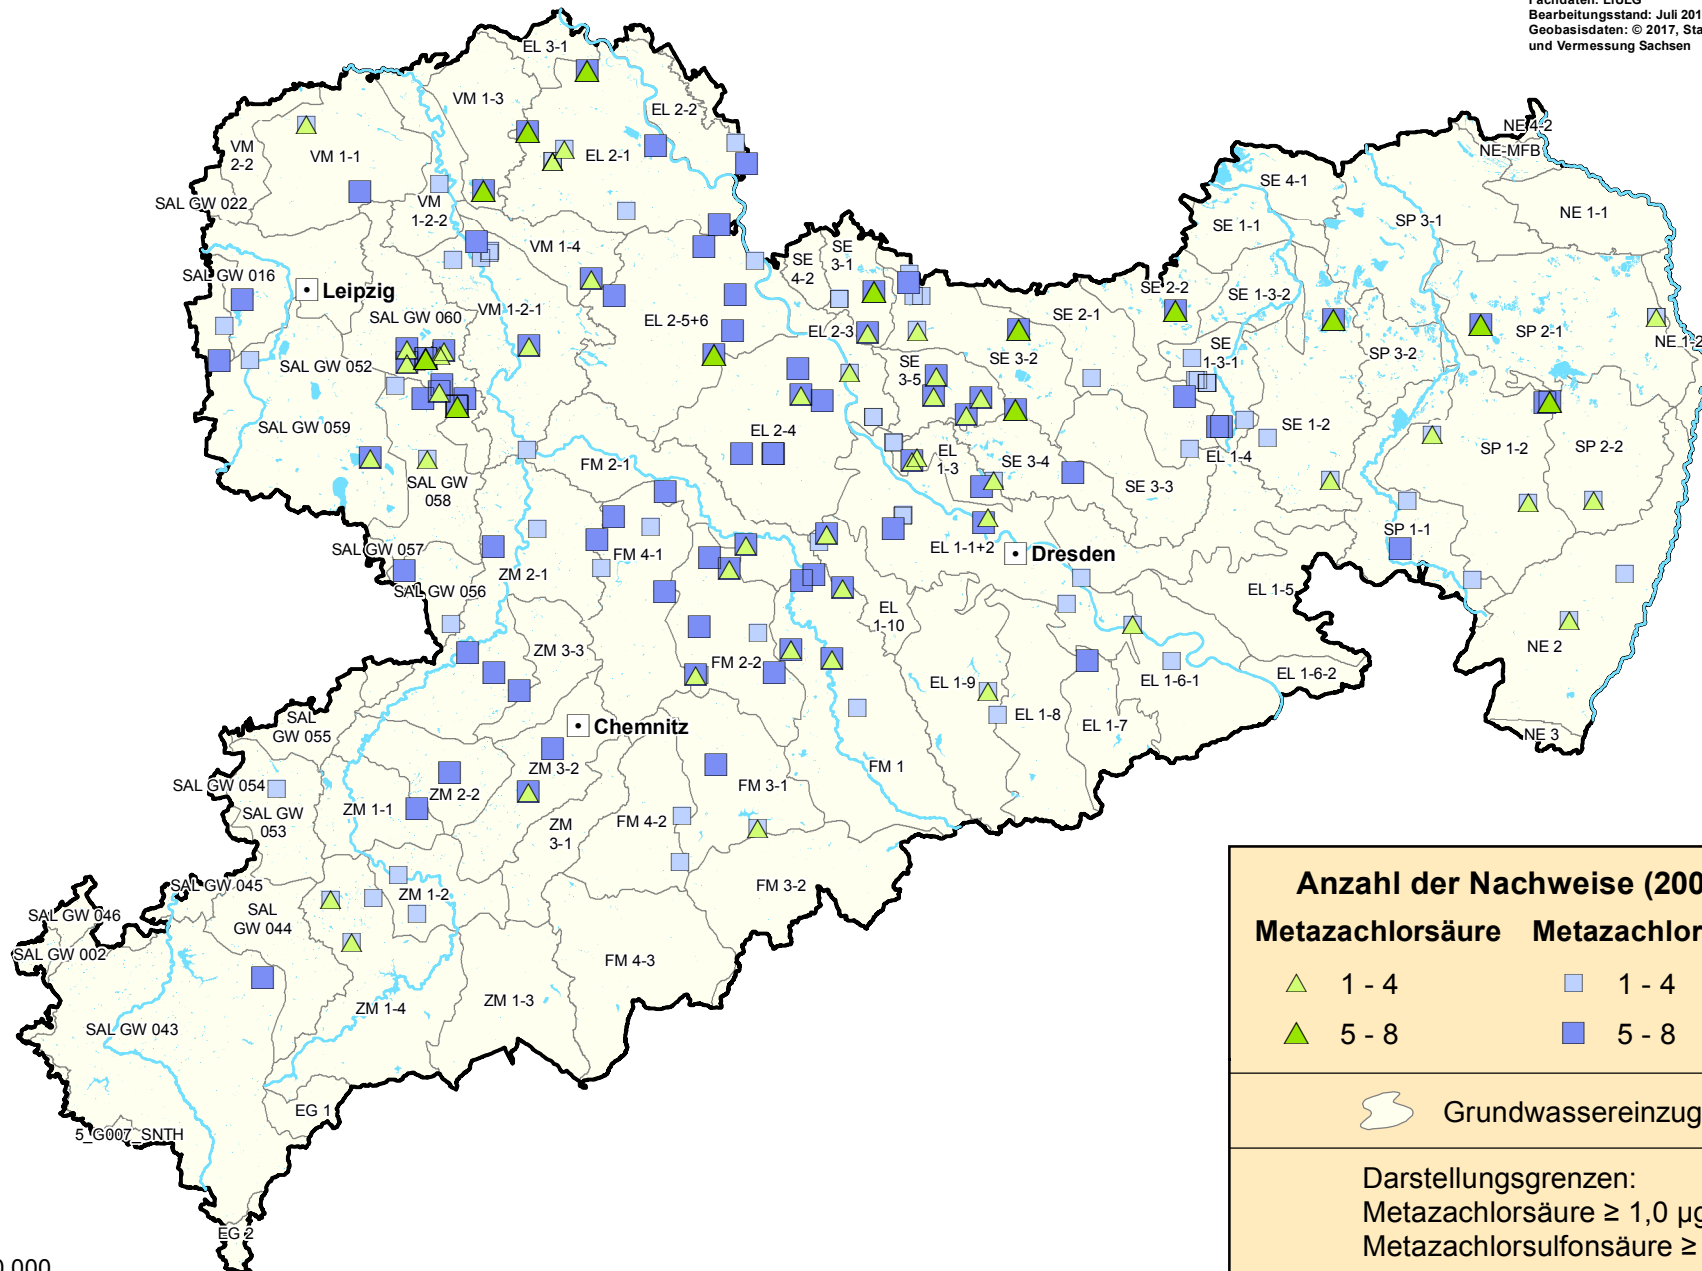 Fachdaten: LfULG
Bearbeitungsstand: Juli 201
Geobasisdaten: © 2017, Sta
und Vermessung Sachsen
EL 3-1
VM 1-3
EL 2-2
VM
2-2
VM 1-1
EL 2-1
NE 4-2
NE-MFB
SE 4-1
SAL GW 022
VM
1-2-2
SE 1-1
SP 3-1
NE 1-1
VM 1-4
SE
3-1
SE
4-2
SAL GW 016
Leipzig
SE 2-2
SE 1-3-2
SAL GW 060
VM 1-2-1
EL 2-5+6
EL 2-3
SE 2-1
SP 2-1
NE 1-2
SAL GW 052
SE
3-5
SE 3-2
SE
1-3-1
SP 3-2
SAL GW 059
EL 2-4
SE 1-2
FM 2-1
EL
1-3
SE 3-4
EL 1-4
SP 1-2
SP 2-2
SAL GW
058
SE 3-3
SP 1-1
SAL GW 057
FM 4-1
EL 1-1+2
Dresden
ZM 2-1
SAL GW 056
EL
1-10
EL 1-5
ZM 3-3
FM 2-2
NE 2
EL 1-9
EL 1-6-1
EL 1-6-2
SAL
GW 055
Chemnitz
EL 1-8
EL 1-7
NE 3
SAL GW 054
ZM 3-2
FM 1
ZM 2-2
FM 3-1
SAL GW
053
ZM 1-1
ZM
3-1
FM 4-2
SAL GW 045
ZM 1-2
FM 3-2
SAL GW 046
SAL
GW 044
SAL GW 002
FM 4-3
SAL GW 043
ZM 1-4
ZM 1-3
EG 1
5_G007_SNTH
EG 2
0 000
Anzahl der Nachweise (200
Metazachlorsäure Metazachlor
1 - 4 1 - 4
5 - 8 5 - 8
Grundwassereinzug
Darstellungsgrenzen:
Metazachlorsäure ≥ 1,0 µg
Metazachlorsulfonsäure ≥